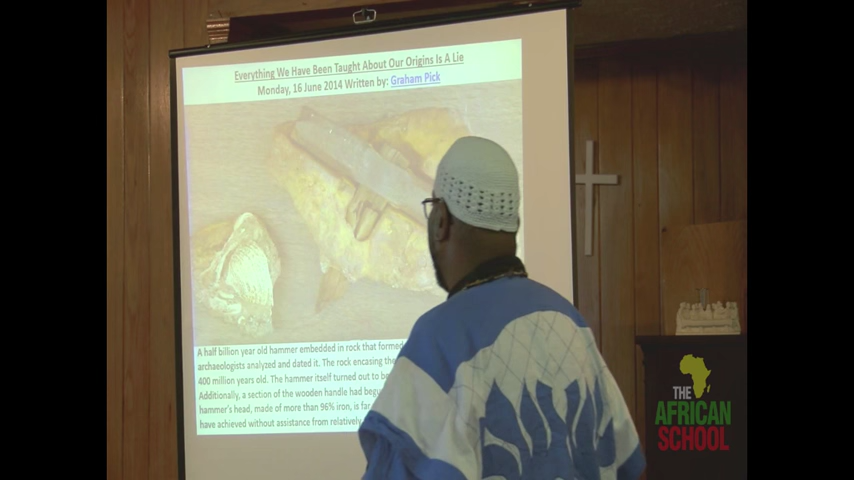 Everything We Have Been Taught About Our Origins Is A Lie
Monday, 16 June 2014 Written by: Graham Pick
A half billion year old hammer embedded in rock that formed
archaeologists analyzed and dated it. The rock encasing the
400 million years old. The hammer itself turned out to be
Additionally, a section of the wooden handle had begu
hammer's head, made of more than 96% iron, is far
have achieved without assistance from relatively
THE
AFRICAN
SCHOOL